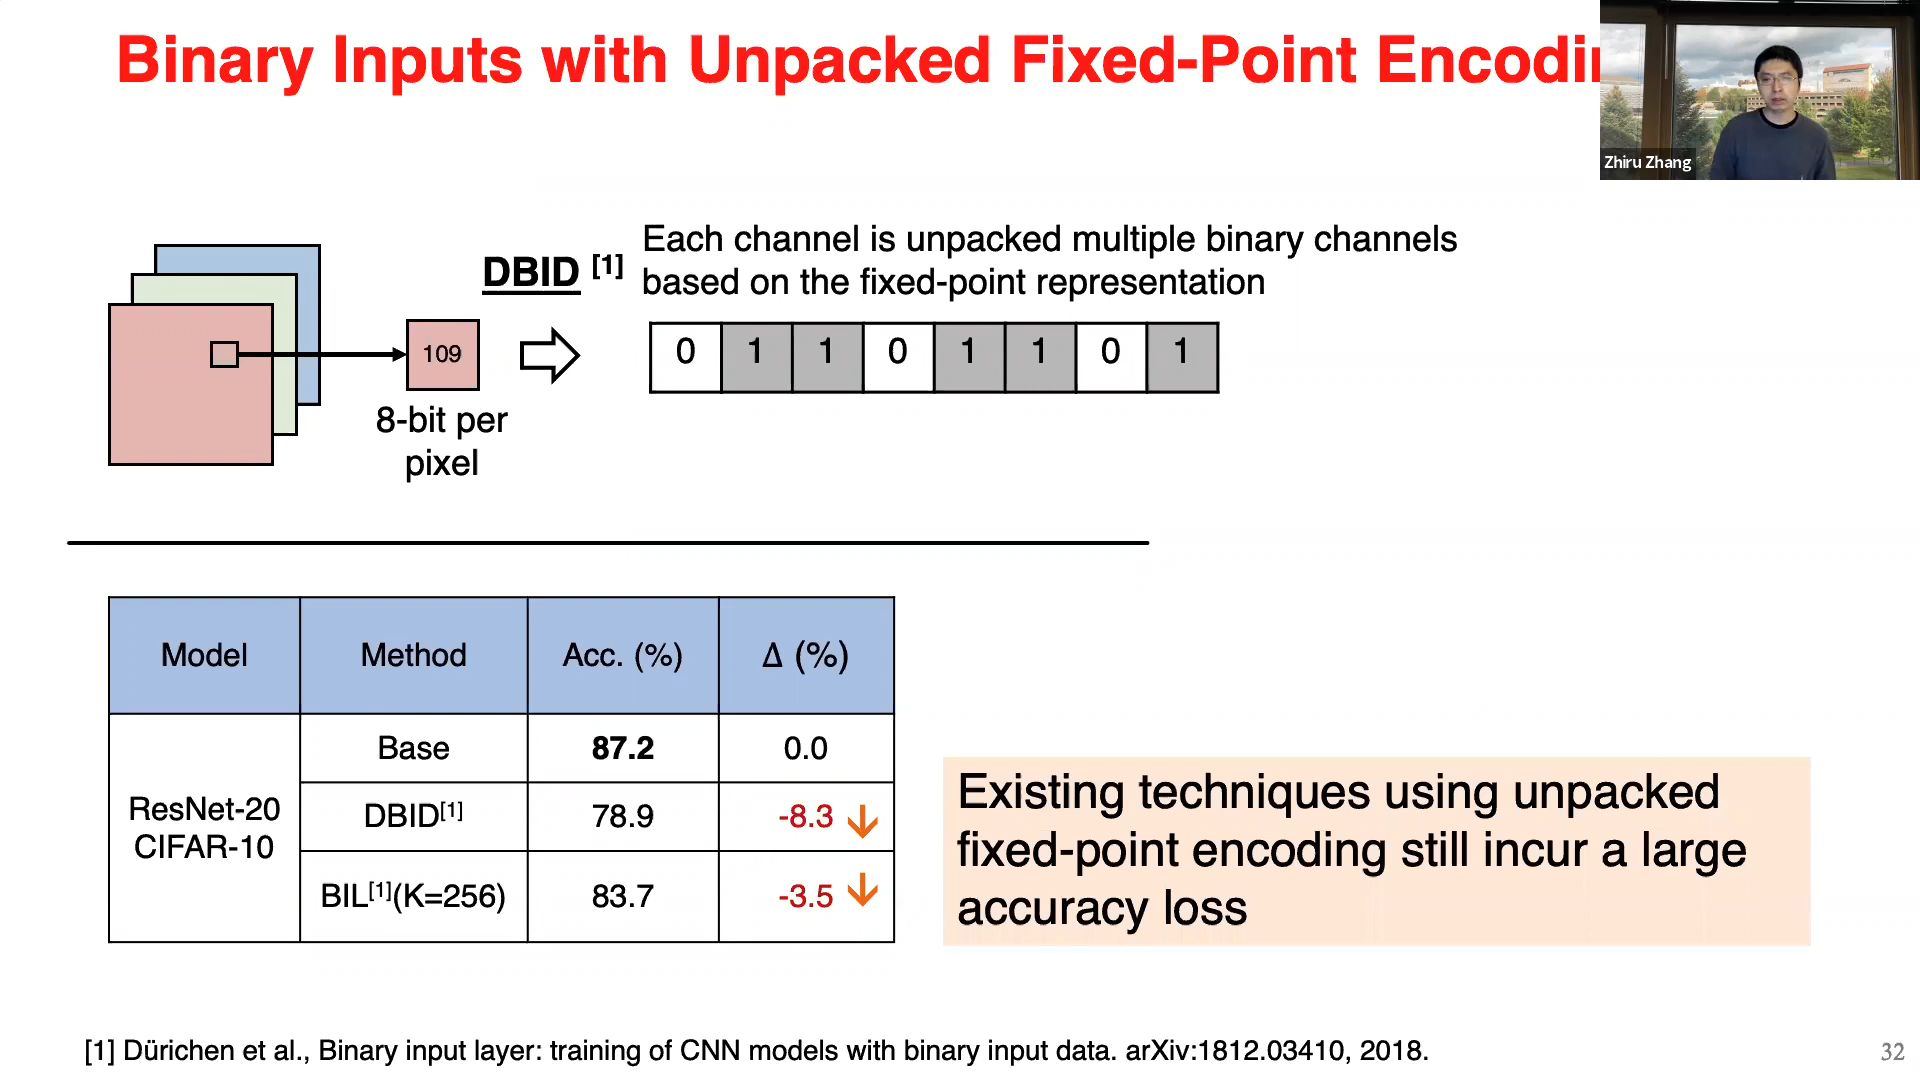 Binary Inputs with Unpacked Fixed-Point
Zhiru Zhang
DBID [1]
Each channel is unpacked multiple binary channels
based on the fixed-point representation
109
0 1 1 0 1 1 0 1
8-bit per
pixel
Model Method Acc. (%) Δ (%)
ResNet-20
CIFAR-10
Base 87.2 0.0
DBID[1] 78.9 -8.3
BIL[1](K=256) 83.7 -3.5
Existing techniques using unpacked
fixed-point encoding still incur a large
accuracy loss
[1] Dürichen et al., Binary input layer: training of CNN models with binary input data. arXiv:1812.03410, 2018.
32